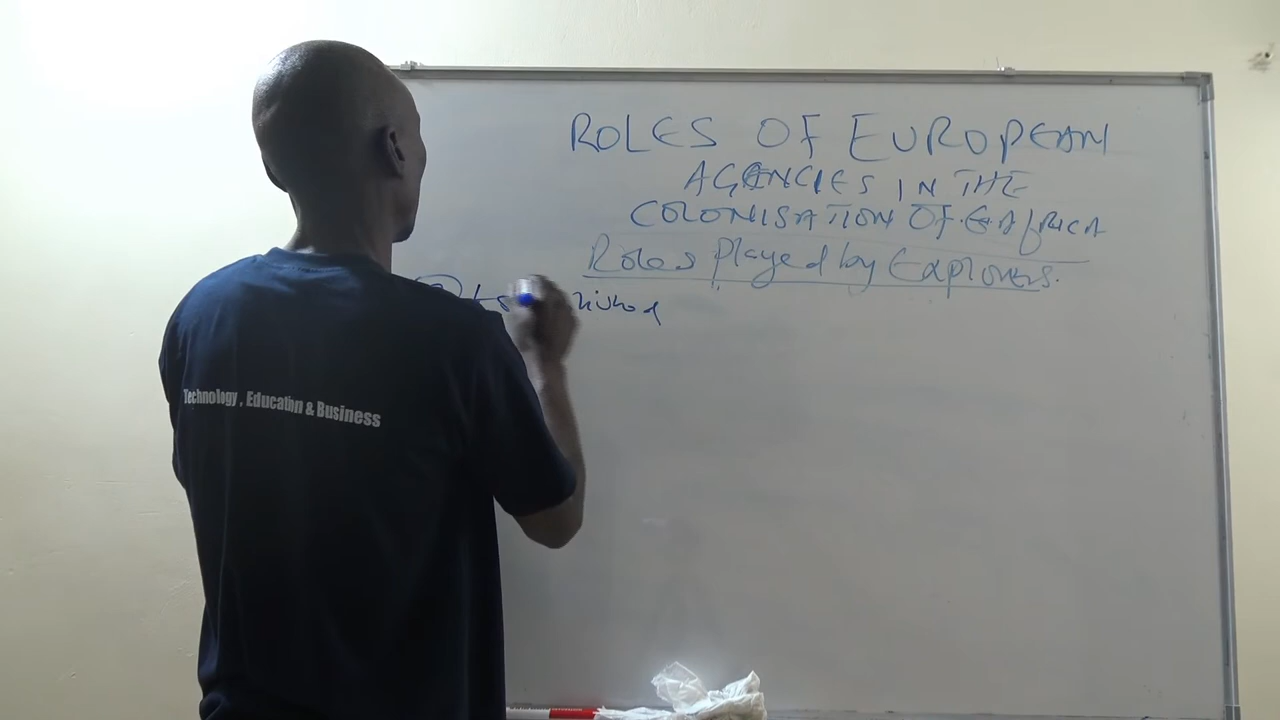 ROLES OF EUROPEAN
AGENCIES IN THE
COLONISATION OF E.AfRICA
Roles Played by Explorers.
Technology, Education & Business